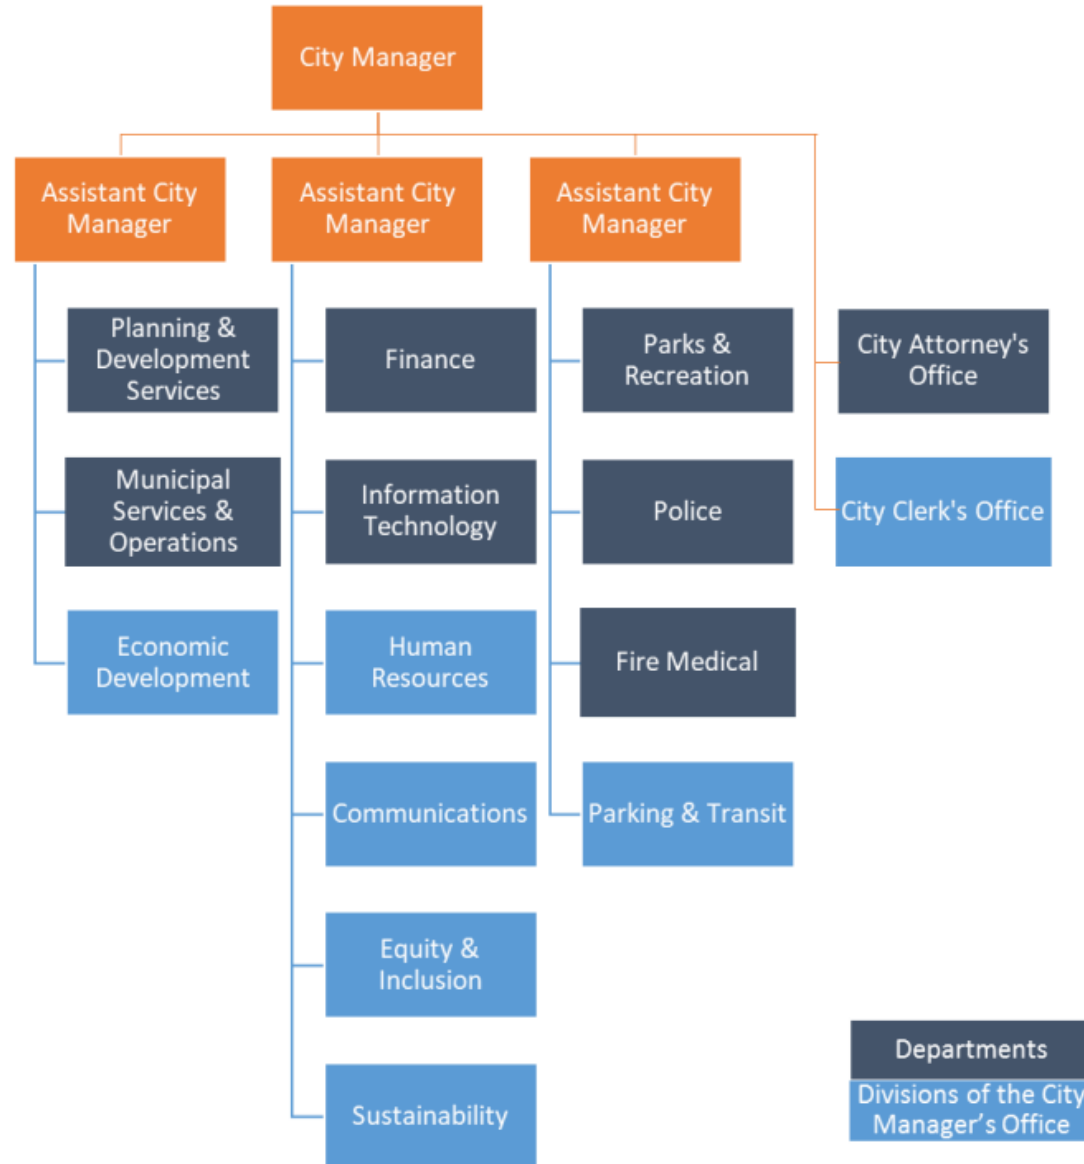 City Manager
Assistant City
Manager
Assistant City
Manager
Assistant City
Manager
Planning &
Development
Services
Finance
Parks &
Recreation
City Attorney's
Office
Municipal
Services &
Operations
Information
Technology
Police
City Clerk's Office
Economic
Development
Human
Resources
Fire Medical
Communications
Parking & Transit
Equity &
Inclusion
Sustainability
Departments
Divisions of the City
Manager’s Office